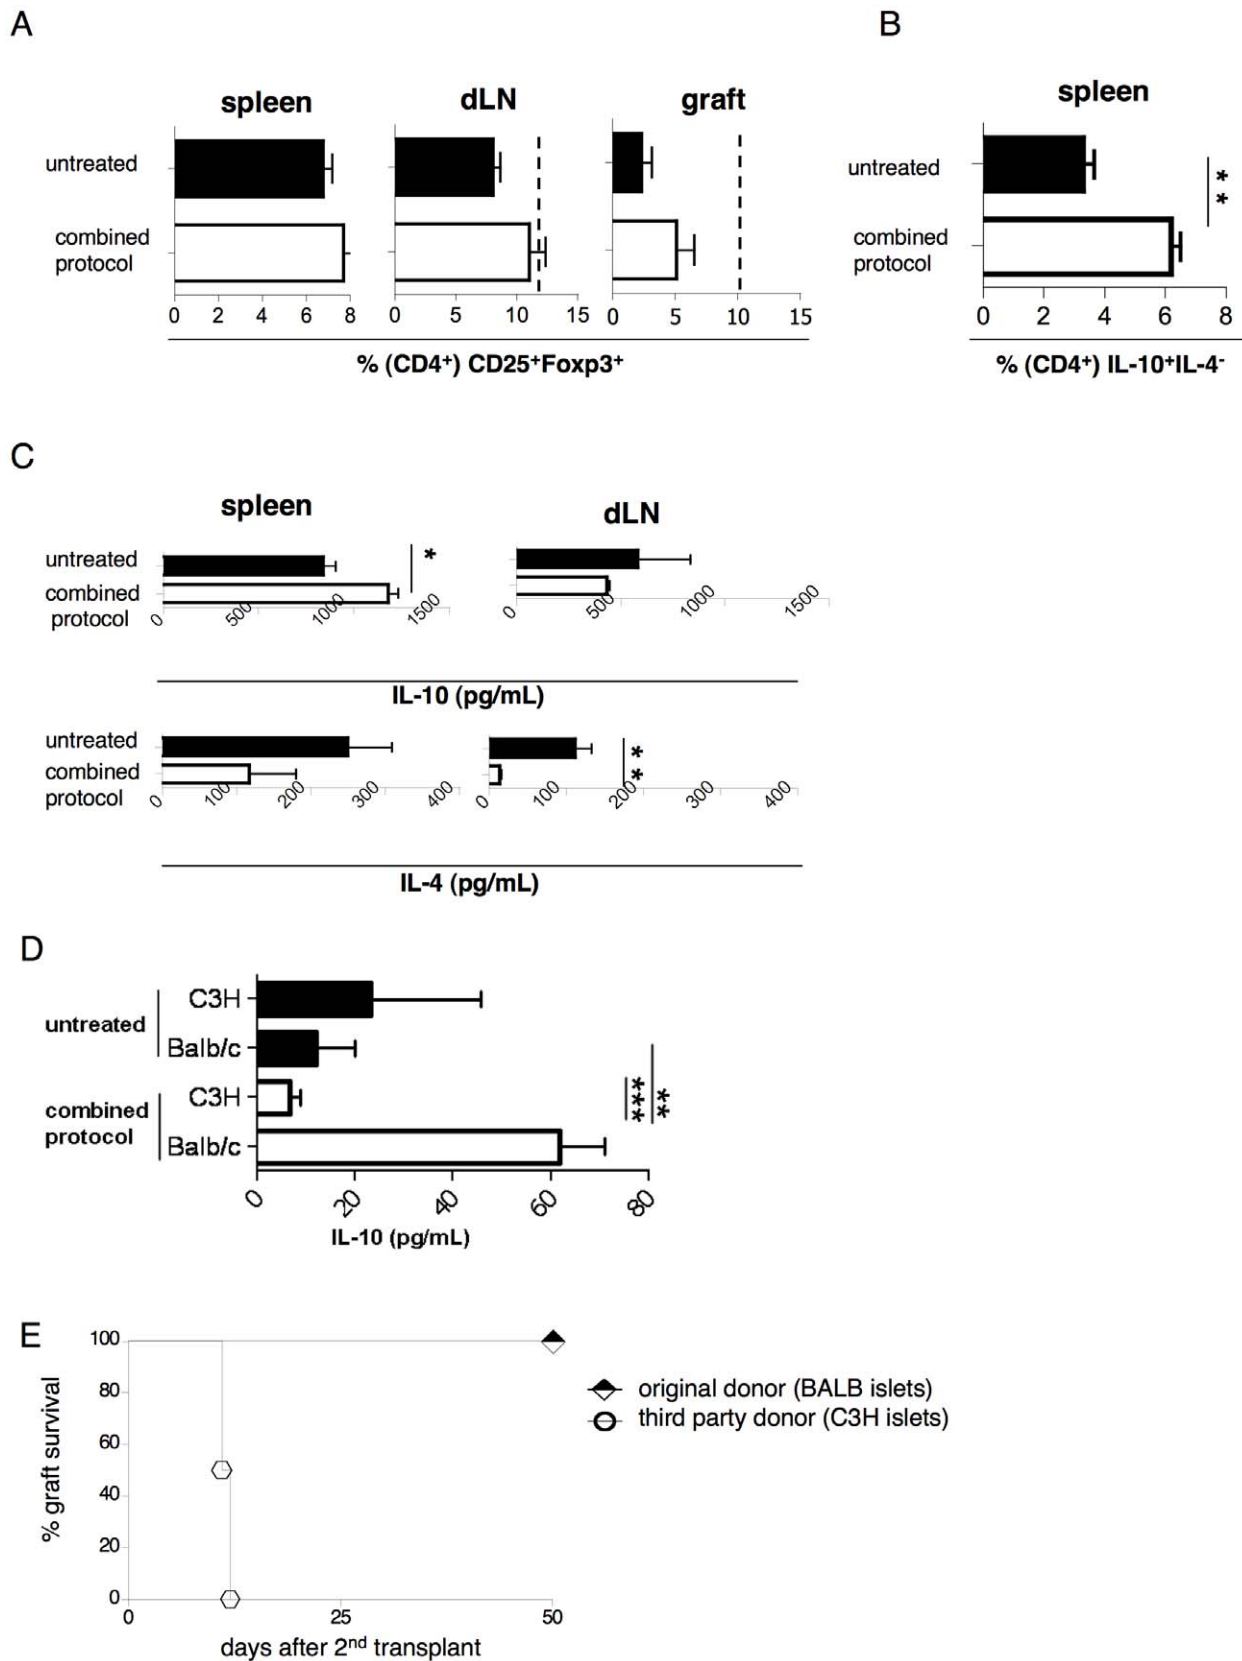 A
B
spleen
dLN
graft
spleen
untreated
combined
protocol
0 2 4 6 8
0 5 10 15
0 5 10 15
% (CD4⁺) CD25⁺Foxp3⁺
untreated
**
combined
protocol
0 2 4 6 8
% (CD4⁺) IL-10⁺IL-4⁻
C
spleen
dLN
untreated
*
combined
protocol
0 500 1000 1500
0 500 1000 1500
IL-10 (pg/mL)
untreated
combined
protocol
**
0 100 200 300 400
0 100 200 300 400
IL-4 (pg/mL)
D
untreated
C3H
Balb/c
combined
protocol
C3H
Balb/c
***
**
0 20 40 60 80
IL-10 (pg/mL)
E
% graft survival
100
80
60
40
20
0
0 25 50
days after 2ⁿᵈ transplant
original donor (BALB islets)
third party donor (C3H islets)